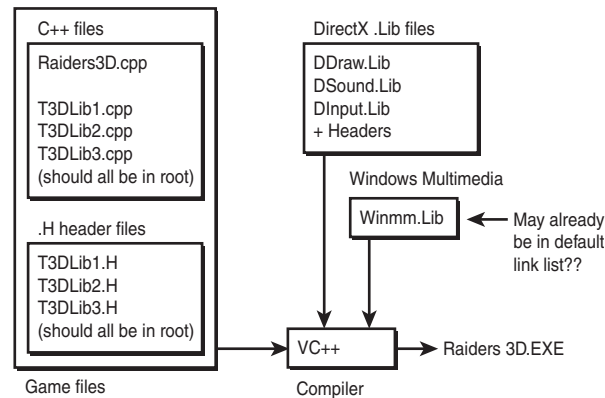 C++ files
Raiders3D.cpp
T3DLib1.cpp
T3DLib2.cpp
T3DLib3.cpp
(should all be in root)
.H header files
T3DLib1.H
T3DLib2.H
T3DLib3.H
(should all be in root)
Game files
DirectX .Lib files
DDraw.Lib
DSound.Lib
DInput.Lib
+ Headers
Windows Multimedia
Winmm.Lib
May already
be in default
link list??
VC++
Compiler
Raiders 3D.EXE